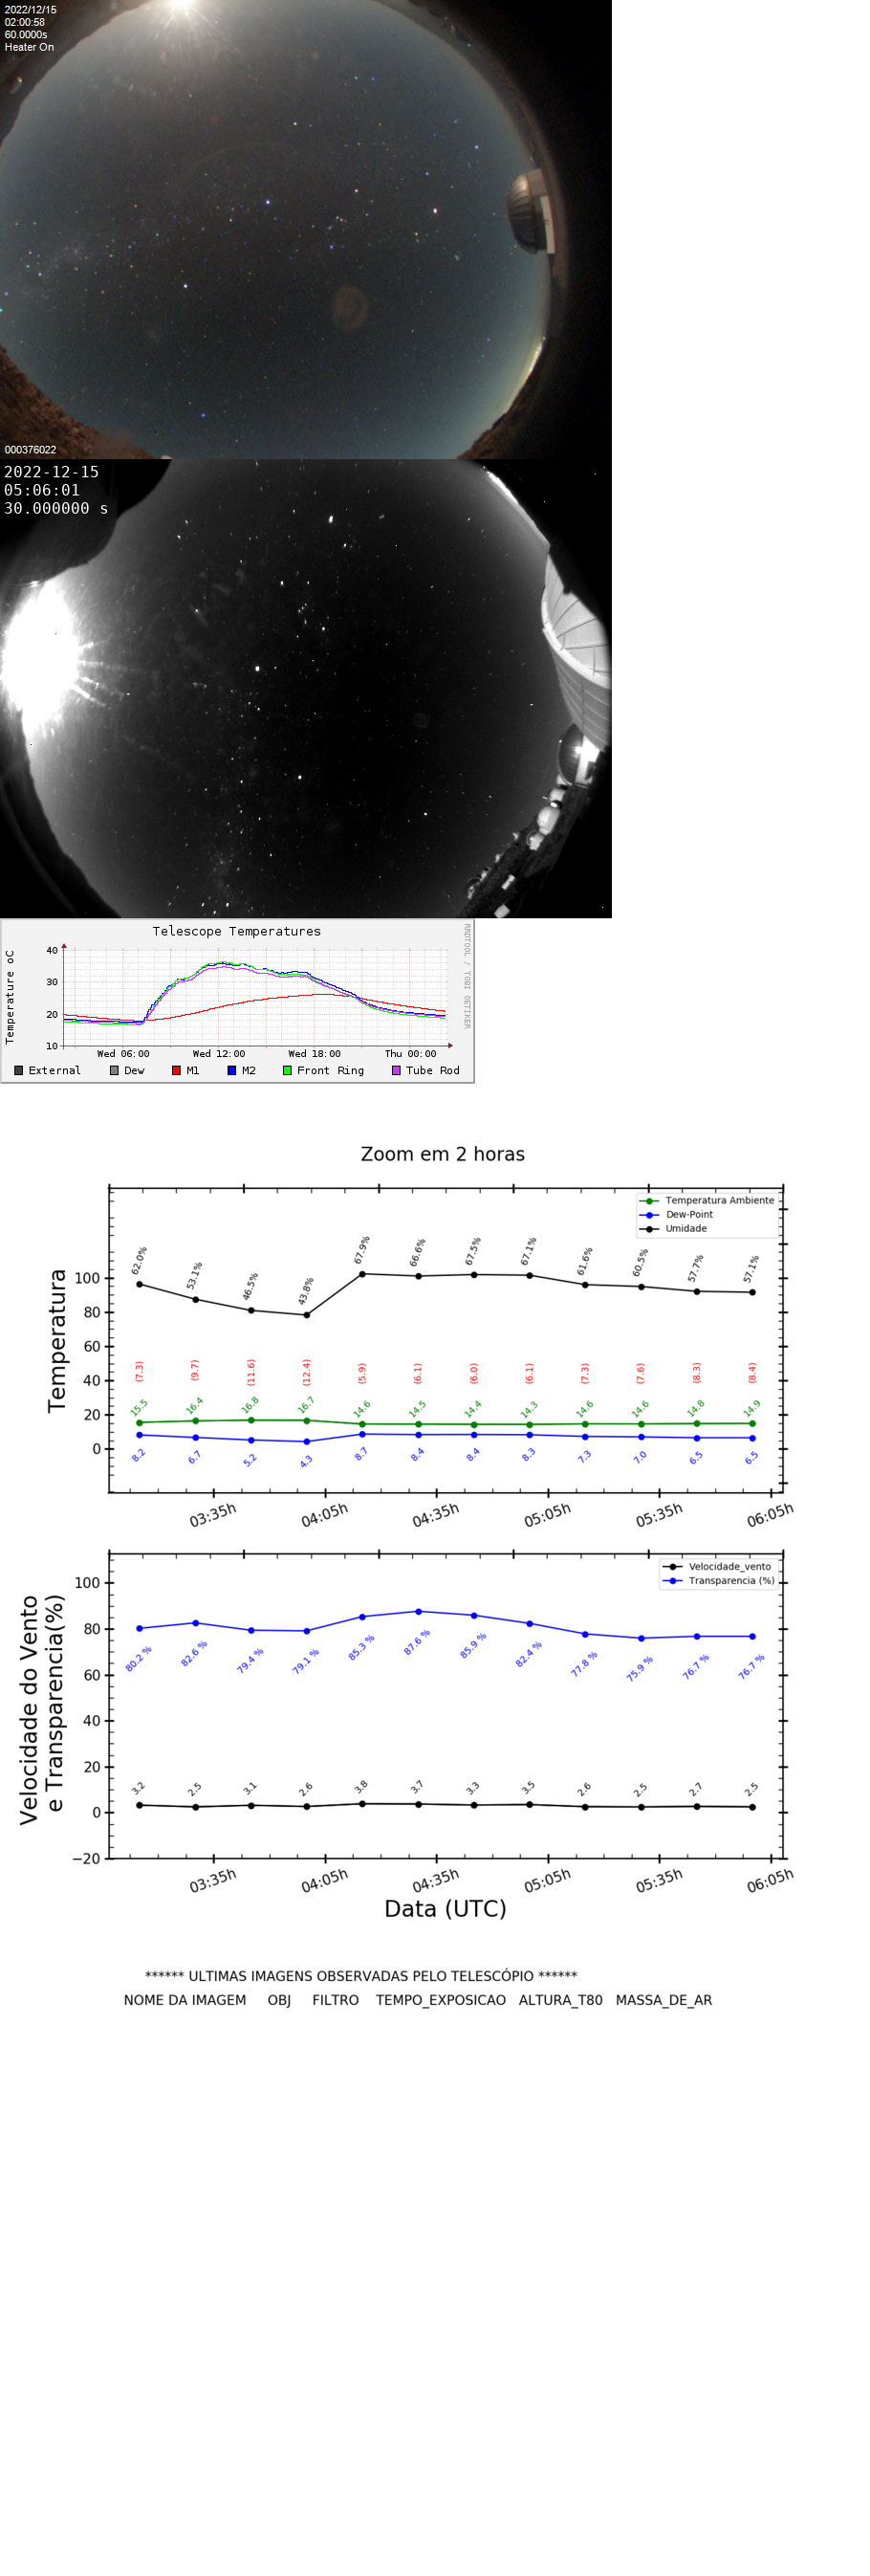 2022/12/15
02:00:58
60.0000s
Heater On
000376022
2022-12-15
05:06:01
30.000000 s
Telescope Temperatures
RRDTOOL / TOBI OETIKER
Temperature oC
40
30
20
10
Wed 06:00 Wed 12:00 Wed 18:00 Thu 00:00
External Dew M1 M2 Front Ring Tube Rod
Zoom em 2 horas
Temperatura Ambiente
Dew-Point
Umidade
Temperatura
100
80
60
40
20
0
62.0% 53.1% 46.5% 43.8% 67.9% 66.6% 67.5% 67.1% 61.6% 60.5% 57.7% 57.1%
(7.3) (9.7) (11.6) (12.4) (5.9) (6.1) (6.0) (6.1) (7.3) (7.6) (8.3) (8.4)
15.5 16.4 16.8 16.7 14.6 14.5 14.4 14.3 14.6 14.6 14.8 14.9
8.2 6.7 5.2 4.3 8.7 8.4 8.4 8.3 7.3 7.0 6.5 6.5
03:35h 04:05h 04:35h 05:05h 05:35h 06:05h
Velocidade_vento
Transparencia (%)
Velocidade do Vento
e Transparencia(%)
100
80
60
40
20
0
−20
80.2 % 82.6 % 79.4 % 79.1 % 85.3 % 87.6 % 85.9 % 82.4 % 77.8 % 75.9 % 76.7 % 76.7 %
3.2 2.5 3.1 2.6 3.8 3.7 3.3 3.5 2.6 2.5 2.7 2.5
03:35h 04:05h 04:35h 05:05h 05:35h 06:05h
Data (UTC)
****** ULTIMAS IMAGENS OBSERVADAS PELO TELESCÓPIO ******
NOME DA IMAGEM OBJ FILTRO TEMPO_EXPOSICAO ALTURA_T80 MASSA_DE_AR